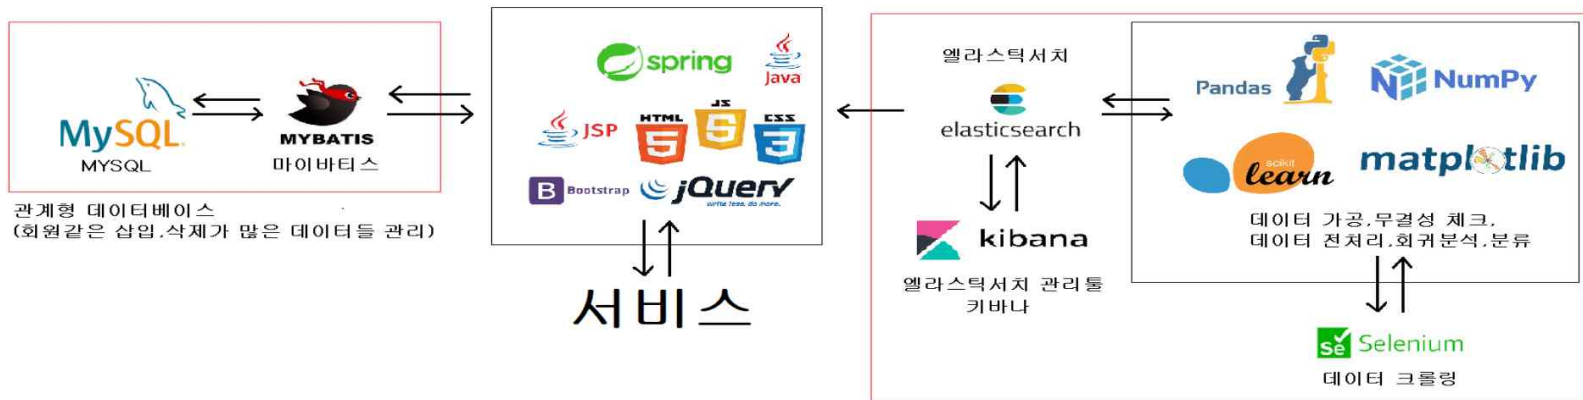 MySQL
MYSQL
MYBATIS
마이바티스
관계형 데이터베이스
(회원같은 삽입,삭제가 많은 데이터들 관리)
spring
Java
JSP
HTML
5
JS
5
CSS
3
B Bootstrap
jQuery
write less, do more.
서비스
엘라스틱서치
elasticsearch
kibana
엘라스틱서치 관리툴
키바나
Pandas
NumPy
scikit
learn
matplotlib
데이터 가공,무결성 체크,
데이터 전처리,회귀분석,분류
Se Selenium
데이터 크롤링